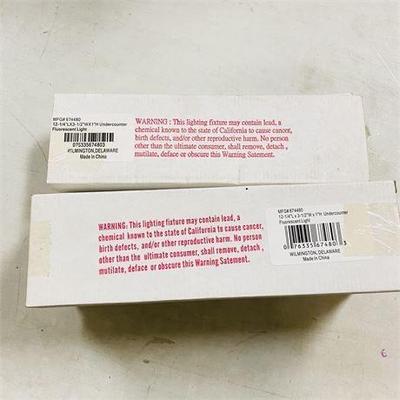 MFG# 674480
12-1/4"LX3-1/2"WX1"H Undercounter
Fluorescent Light
076335674803
WILMINGTON, DELAWARE
Made in China
WARNING : This lighting fixture may contain lead, a
chemical known to the state of California to cause cancer,
birth defects, and/or other reproductive harm. No person
other than the ultimate consumer, shall remove, detach ,
mutilate, deface or obscure this Warning Satement.
WARNING: This lighting fixture may contain lead, a
chemical known to the state of California to cause cancer,
birth defects, and/or other reproductive harm. No person
other than the ultimate consumer, shall remove, detach ,
mutilate, deface or obscure this Warning Satement.
MFG# 674480
12-1/4"L x 3-1/2"W x 1"H Undercounter
Fluorescent Light
0 76335 67480 3
WILMINGTON, DELAWARE
Made in China